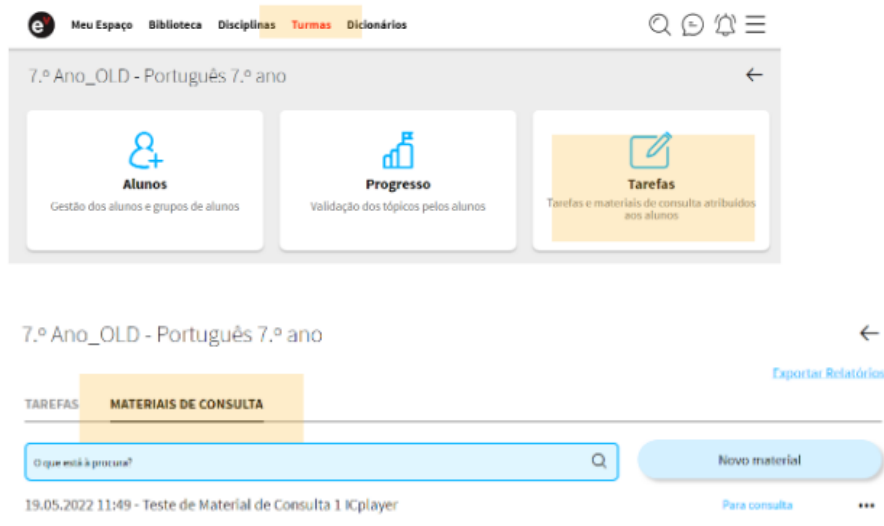 eV
Meu Espaço Biblioteca Disciplinas Turmas Dicionários
7.º Ano_OLD - Português 7.º ano
Alunos
Gestão dos alunos e grupos de alunos
Progresso
Validação dos tópicos pelos alunos
Tarefas
Tarefas e materiais de consulta atribuídos
aos alunos
7.º Ano_OLD - Português 7.º ano
Exportar Relatórios
TAREFAS MATERIAIS DE CONSULTA
O que está à procura?
Novo material
19.05.2022 11:49 - Teste de Material de Consulta 1 ICplayer
Para consulta